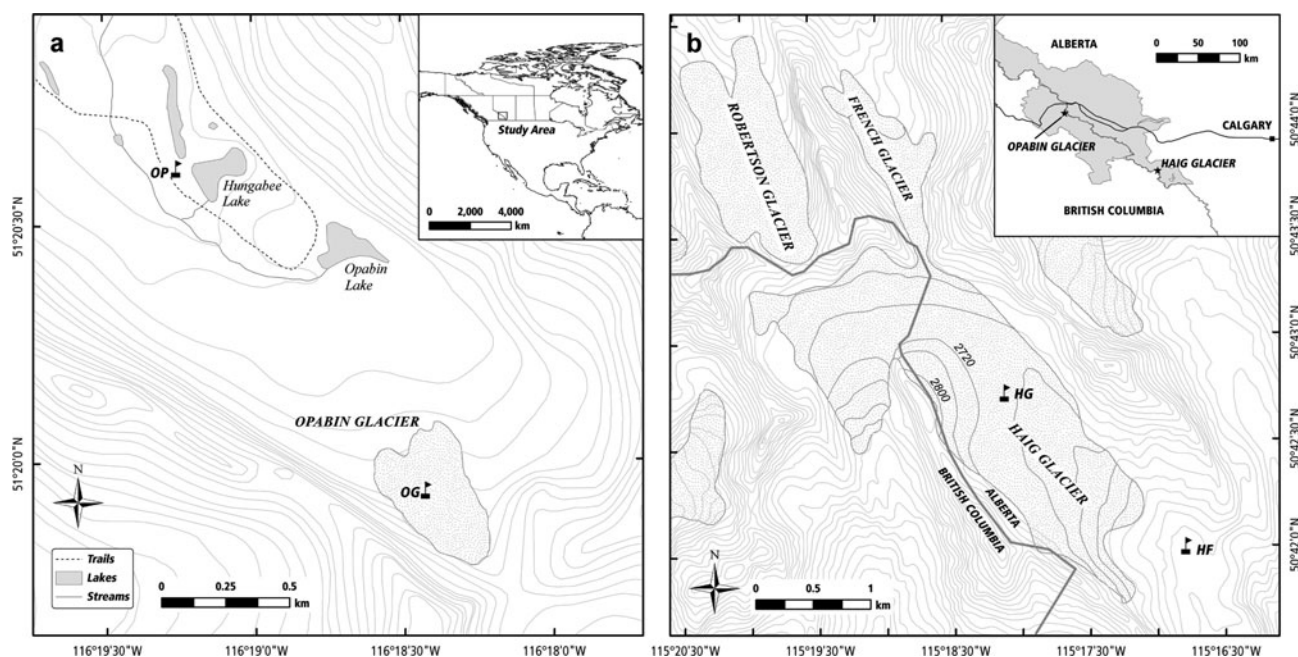 a
Study Area
0 2,000 4,000
km
OP
Hungabee
Lake
Opabin
Lake
51°20'30"N
OPABIN GLACIER
51°20'0"N
OG
N
Trails
Lakes
Streams
0 0.25 0.5
km
116°19'30"W 116°19'0"W 116°18'30"W 116°18'0"W
b
ALBERTA
0 50 100
km
CALGARY
OPABIN GLACIER
HAIG GLACIER
BRITISH COLUMBIA
ROBERTSON GLACIER
FRENCH GLACIER
50°44'0"N
50°43'30"N
50°43'0"N
2720
2800
HG
HAIG GLACIER
50°42'30"N
BRITISH COLUMBIA
ALBERTA
HF
50°42'0"N
N
0 0.5 1
km
115°20'30"W 115°19'30"W 115°18'30"W 115°17'30"W 115°16'30"W